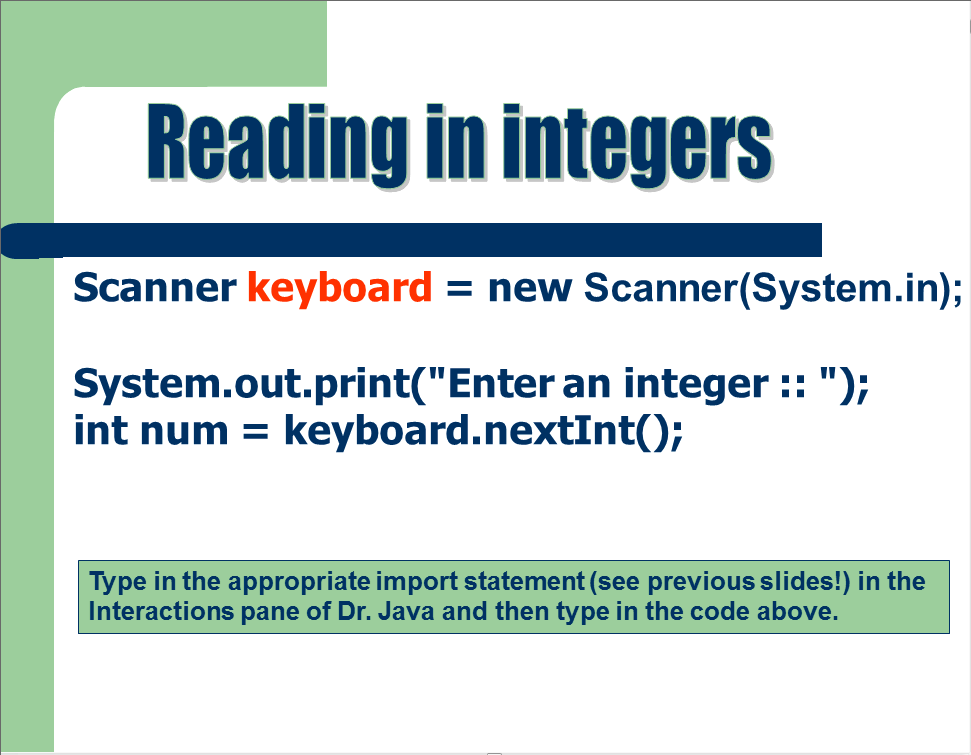 Reading in integers
Scanner keyboard = new Scanner(System.in);
System.out.print("Enter an integer :: ");
int num = keyboard.nextInt();
Type in the appropriate import statement (see previous slides!) in the
Interactions pane of Dr. Java and then type in the code above.